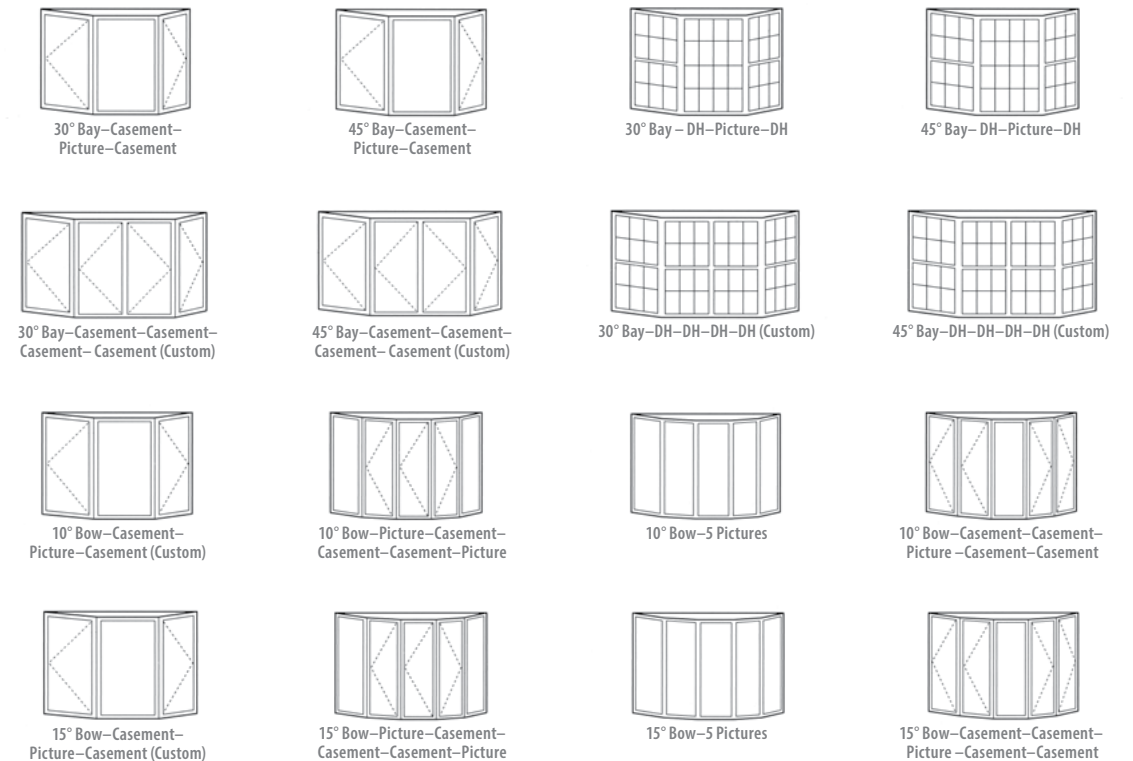 30° Bay–Casement–
Picture–Casement
45° Bay–Casement–
Picture–Casement
30° Bay – DH–Picture–DH
45° Bay– DH–Picture–DH
30° Bay–Casement–Casement–
Casement– Casement (Custom)
45° Bay–Casement–Casement–
Casement– Casement (Custom)
30° Bay–DH–DH–DH–DH (Custom)
45° Bay–DH–DH–DH–DH (Custom)
10° Bow–Casement–
Picture–Casement (Custom)
10° Bow–Picture–Casement–
Casement–Casement–Picture
10° Bow–5 Pictures
10° Bow–Casement–Casement–
Picture –Casement–Casement
15° Bow–Casement–
Picture–Casement (Custom)
15° Bow–Picture–Casement–
Casement–Casement–Picture
15° Bow–5 Pictures
15° Bow–Casement–Casement–
Picture –Casement–Casement